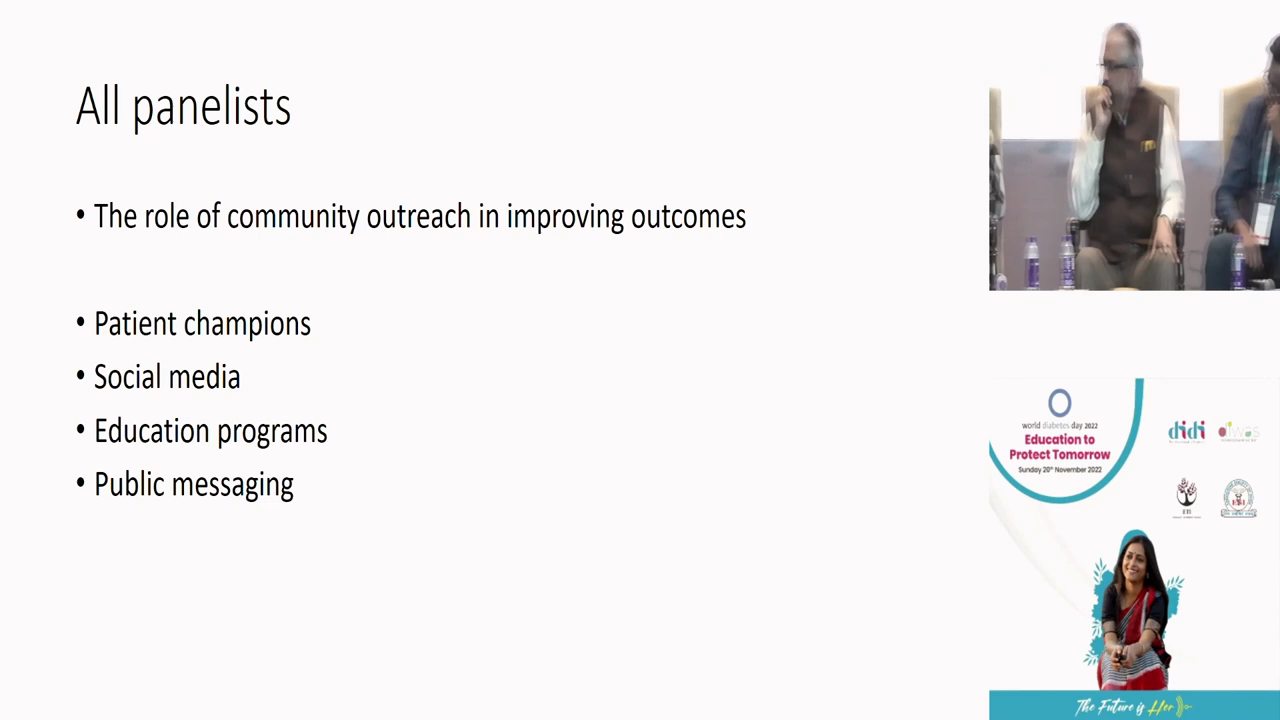 All panelists
• The role of community outreach in improving outcomes
• Patient champions
• Social media
• Education programs
• Public messaging
world diabetes day 2022
Education to
Protect Tomorrow
Sunday 20th November 2022
didi
The Future is Her